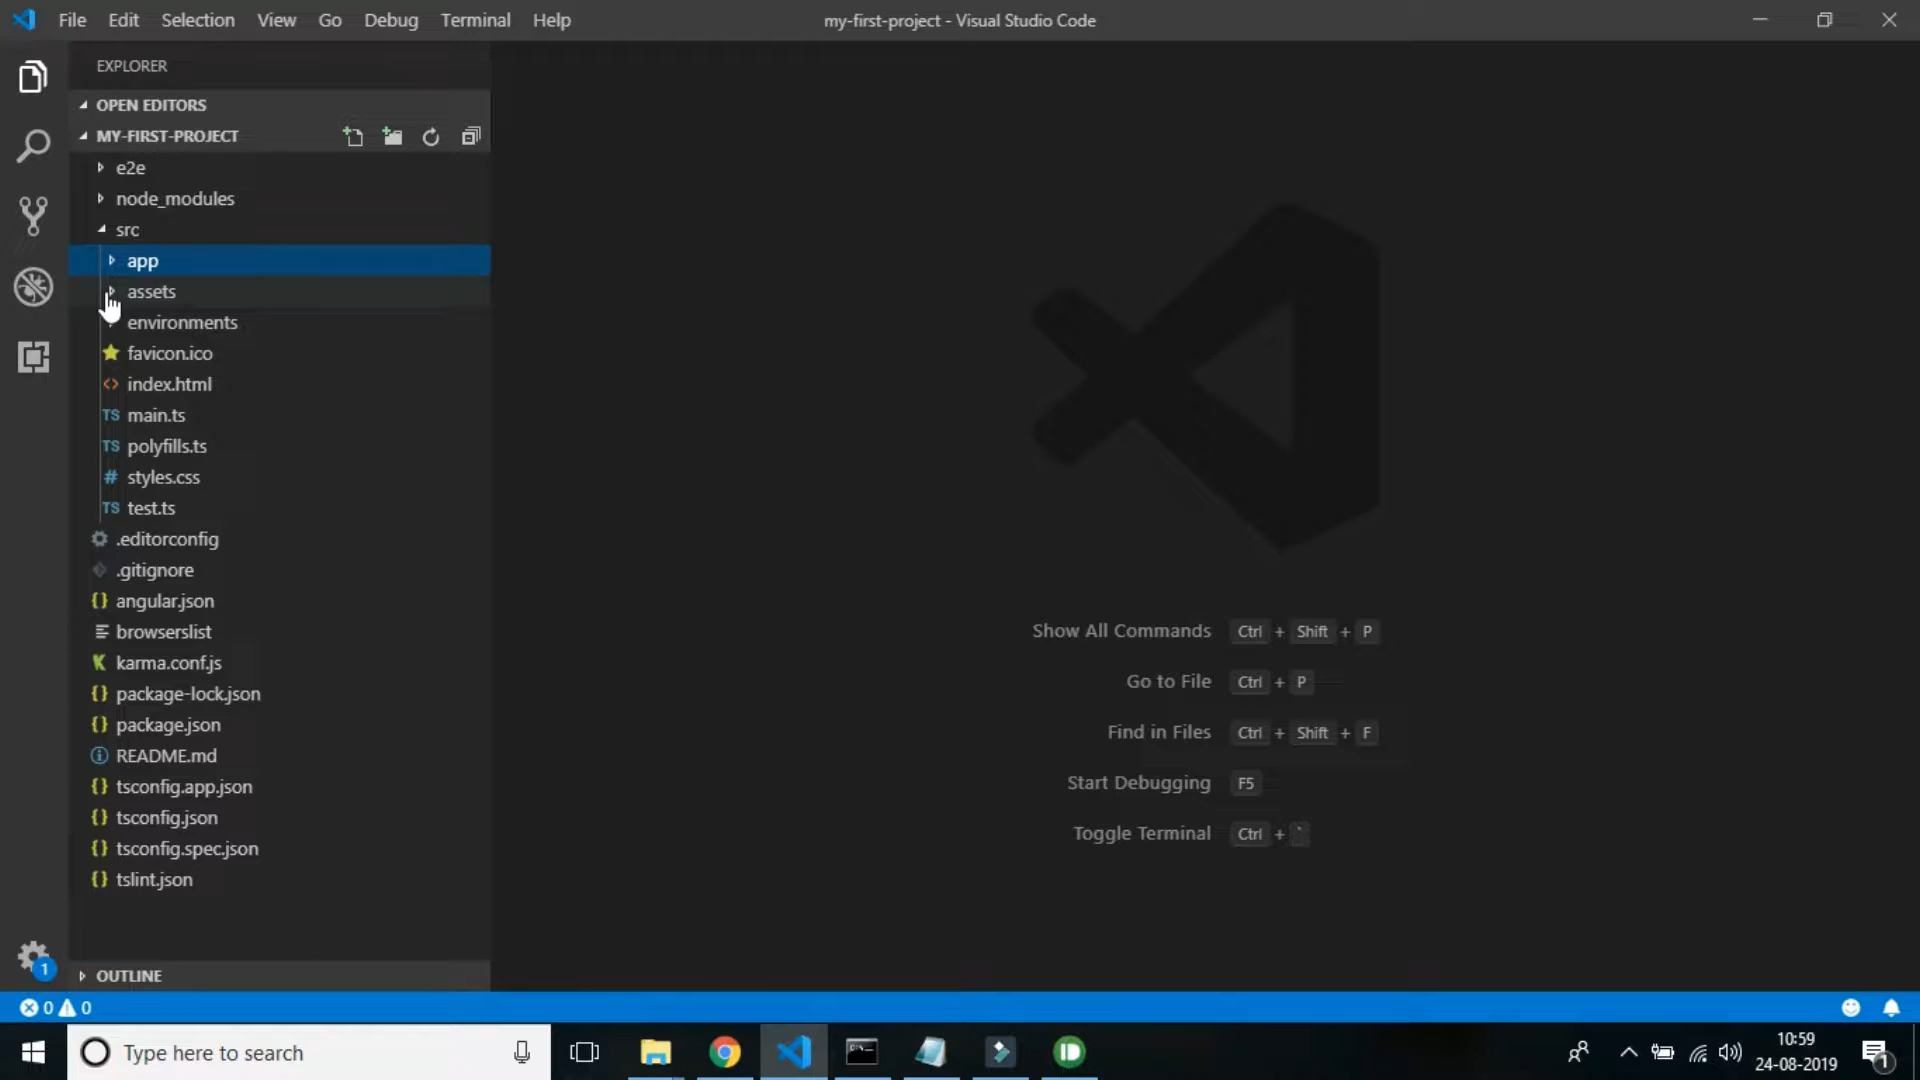 File Edit Selection View Go Debug Terminal Help
my-first-project - Visual Studio Code
EXPLORER
OPEN EDITORS
MY-FIRST-PROJECT
e2e
node_modules
src
app
assets
environments
favicon.ico
<> index.html
TS main.ts
TS polyfills.ts
# styles.css
TS test.ts
.editorconfig
.gitignore
{} angular.json
browserslist
K karma.conf.js
{} package-lock.json
{} package.json
README.md
{} tsconfig.app.json
{} tsconfig.json
{} tsconfig.spec.json
{} tslint.json
OUTLINE
Show All Commands Ctrl + Shift + P
Go to File Ctrl + P
Find in Files Ctrl + Shift + F
Start Debugging F5
Toggle Terminal Ctrl + `
1
0 0
Type here to search
10:59
24-08-2019
1